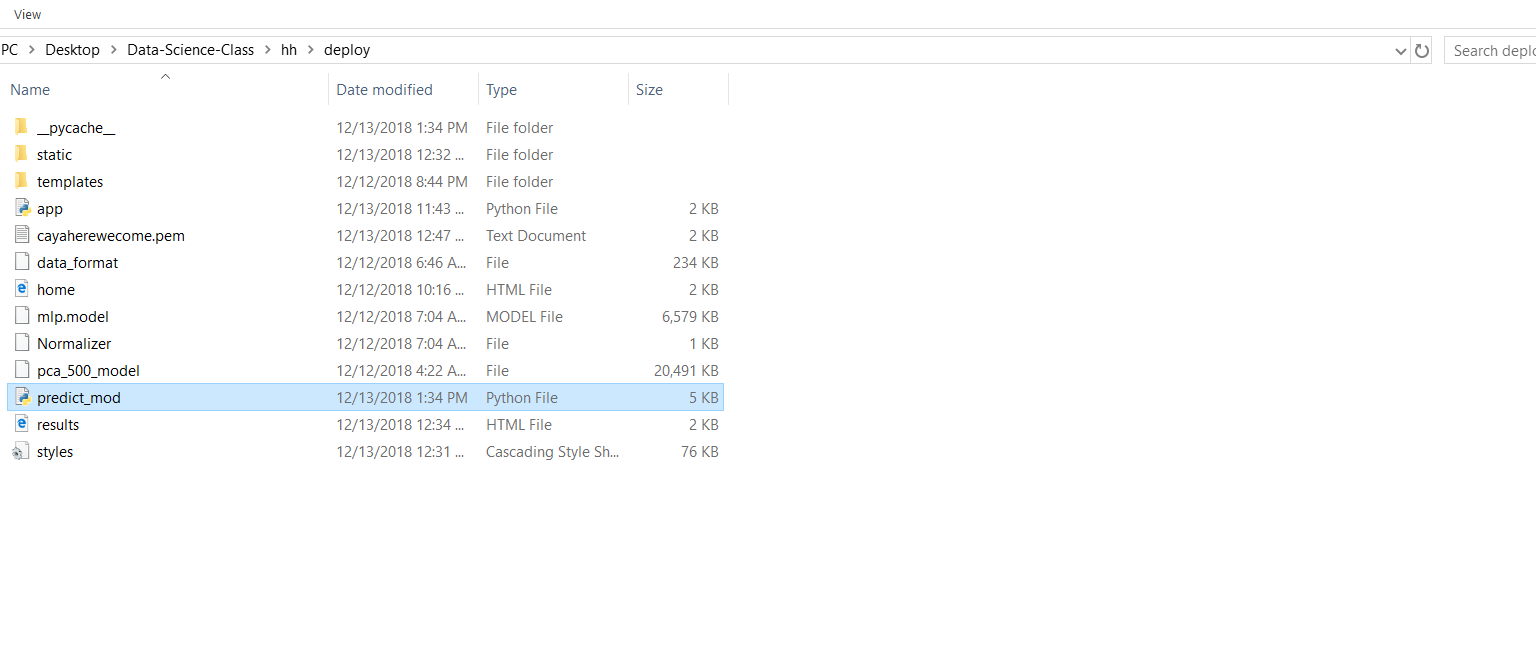 View
PC > Desktop > Data-Science-Class > hh > deploy Search deplo
Name Date modified Type Size
__pycache__ 12/13/2018 1:34 PM File folder
static 12/13/2018 12:32 ... File folder
templates 12/12/2018 8:44 PM File folder
app 12/13/2018 11:43 ... Python File 2 KB
cayaherewecome.pem 12/13/2018 12:47 ... Text Document 2 KB
data_format 12/12/2018 6:46 A... File 234 KB
home 12/12/2018 10:16 ... HTML File 2 KB
mlp.model 12/12/2018 7:04 A... MODEL File 6,579 KB
Normalizer 12/12/2018 7:04 A... File 1 KB
pca_500_model 12/12/2018 4:22 A... File 20,491 KB
predict_mod 12/13/2018 1:34 PM Python File 5 KB
results 12/13/2018 12:34 ... HTML File 2 KB
styles 12/13/2018 12:31 ... Cascading Style Sh... 76 KB